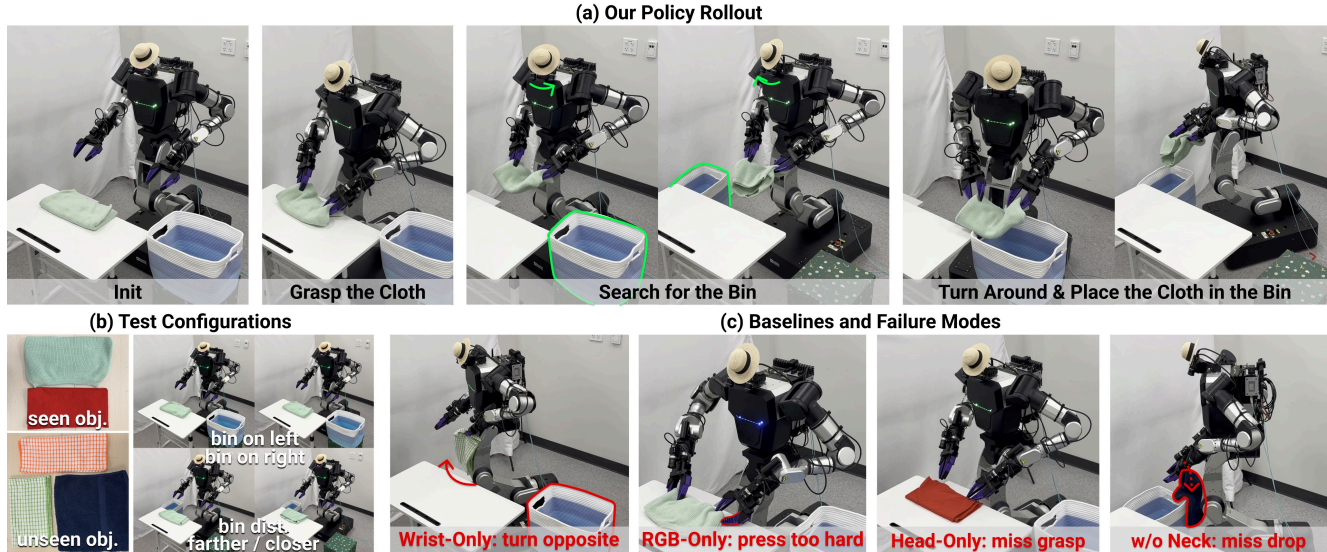 (a) Our Policy Rollout
Init
Grasp the Cloth
Search for the Bin
Turn Around & Place the Cloth in the Bin
(b) Test Configurations
seen obj.
unseen obj.
bin on left
bin on right
bin dist.
farther / closer
(c) Baselines and Failure Modes
Wrist-Only: turn opposite
RGB-Only: press too hard
Head-Only: miss grasp
w/o Neck: miss drop